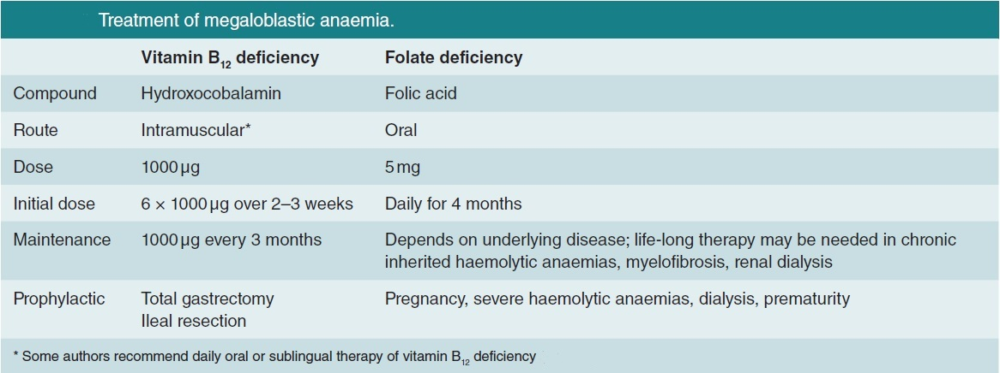 Treatment of megaloblastic anaemia.
Vitamin B12 deficiency Folate deficiency
Compound Hydroxocobalamin Folic acid
Route Intramuscular* Oral
Dose 1000 µg 5 mg
Initial dose 6 × 1000 µg over 2–3 weeks Daily for 4 months
Maintenance 1000 µg every 3 months Depends on underlying disease; life-long therapy may be needed in chronic
inherited haemolytic anaemias, myelofibrosis, renal dialysis
Prophylactic Total gastrectomy Pregnancy, severe haemolytic anaemias, dialysis, prematurity
Ileal resection
* Some authors recommend daily oral or sublingual therapy of vitamin B12 deficiency